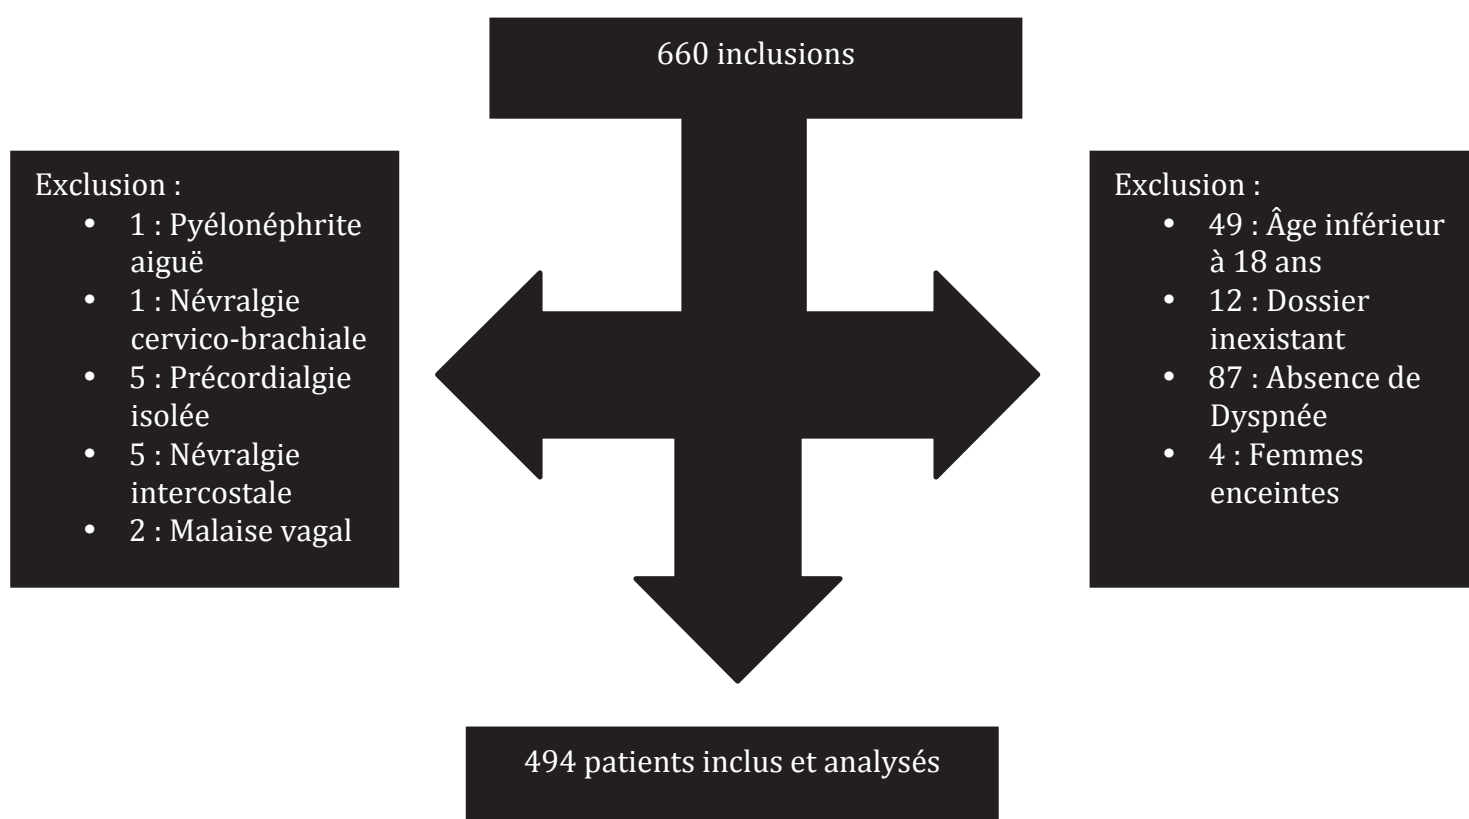 660 inclusions
Exclusion :
• 1 : Pyélonéphrite
aiguë
• 1 : Névralgie
cervico-brachiale
• 5 : Précordialgie
isolée
• 5 : Névralgie
intercostale
• 2 : Malaise vagal
Exclusion :
• 49 : Âge inférieur
à 18 ans
• 12 : Dossier
inexistant
• 87 : Absence de
Dyspnée
• 4 : Femmes
enceintes
494 patients inclus et analysés